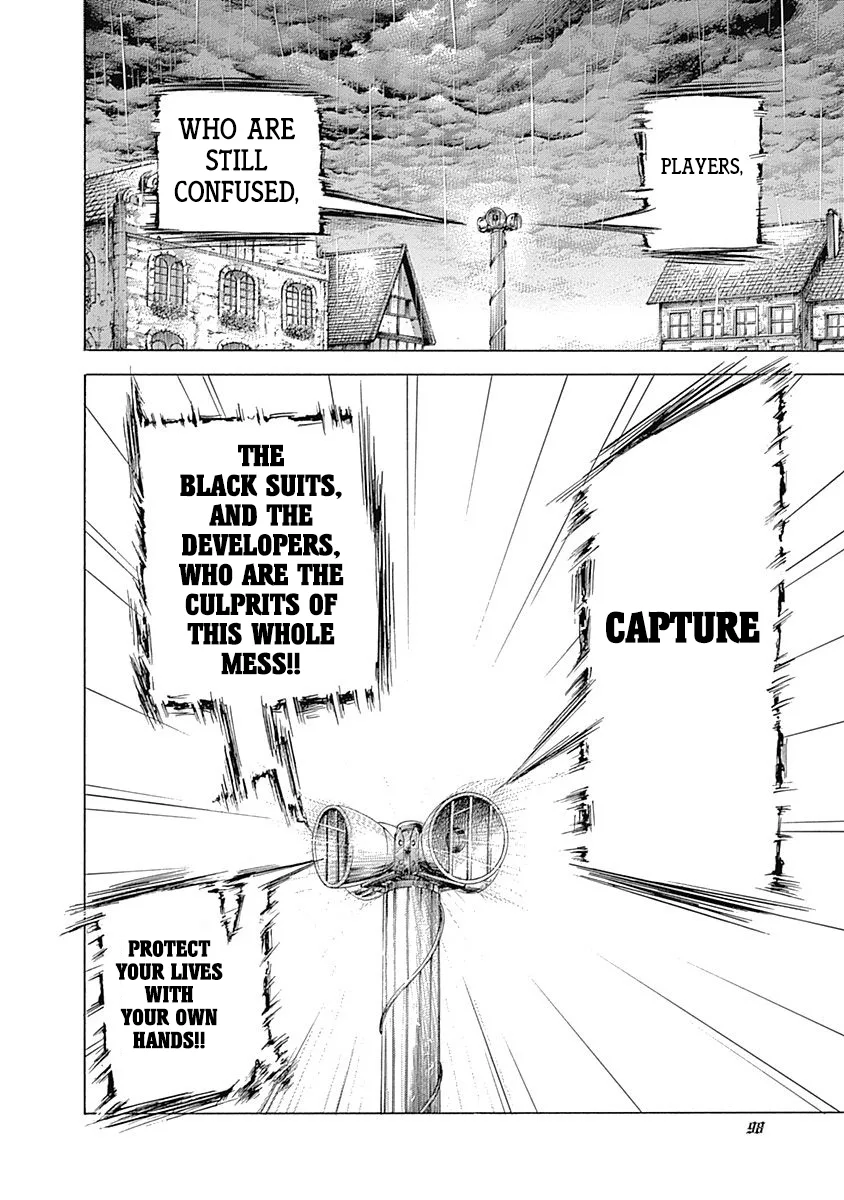 PLAYERS,
WHO ARE
STILL
CONFUSED,
CAPTURE
THE
BLACK SUITS,
AND THE
DEVELOPERS,
WHO ARE THE
CULPRITS OF
THIS WHOLE
MESS!!
PROTECT
YOUR LIVES
WITH
YOUR OWN
HANDS!!
98